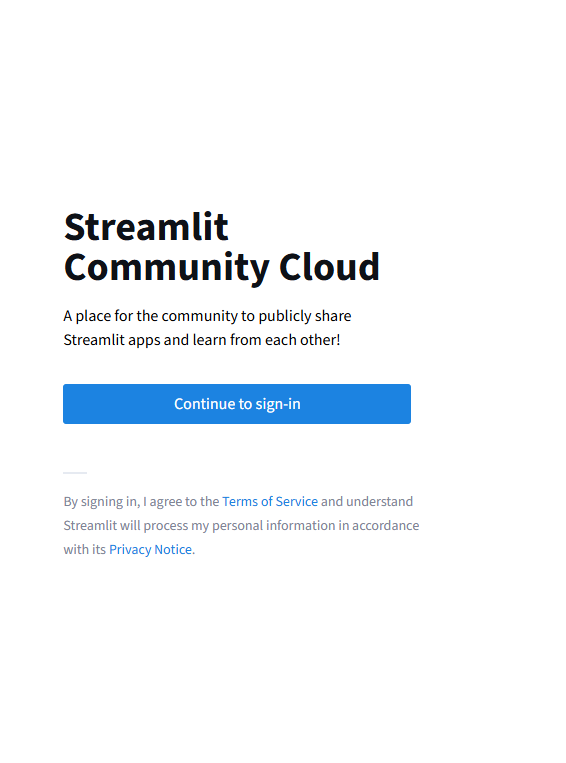 Streamlit
Community Cloud
A place for the community to publicly share
Streamlit apps and learn from each other!
Continue to sign-in
By signing in, I agree to the Terms of Service and understand
Streamlit will process my personal information in accordance
with its Privacy Notice.